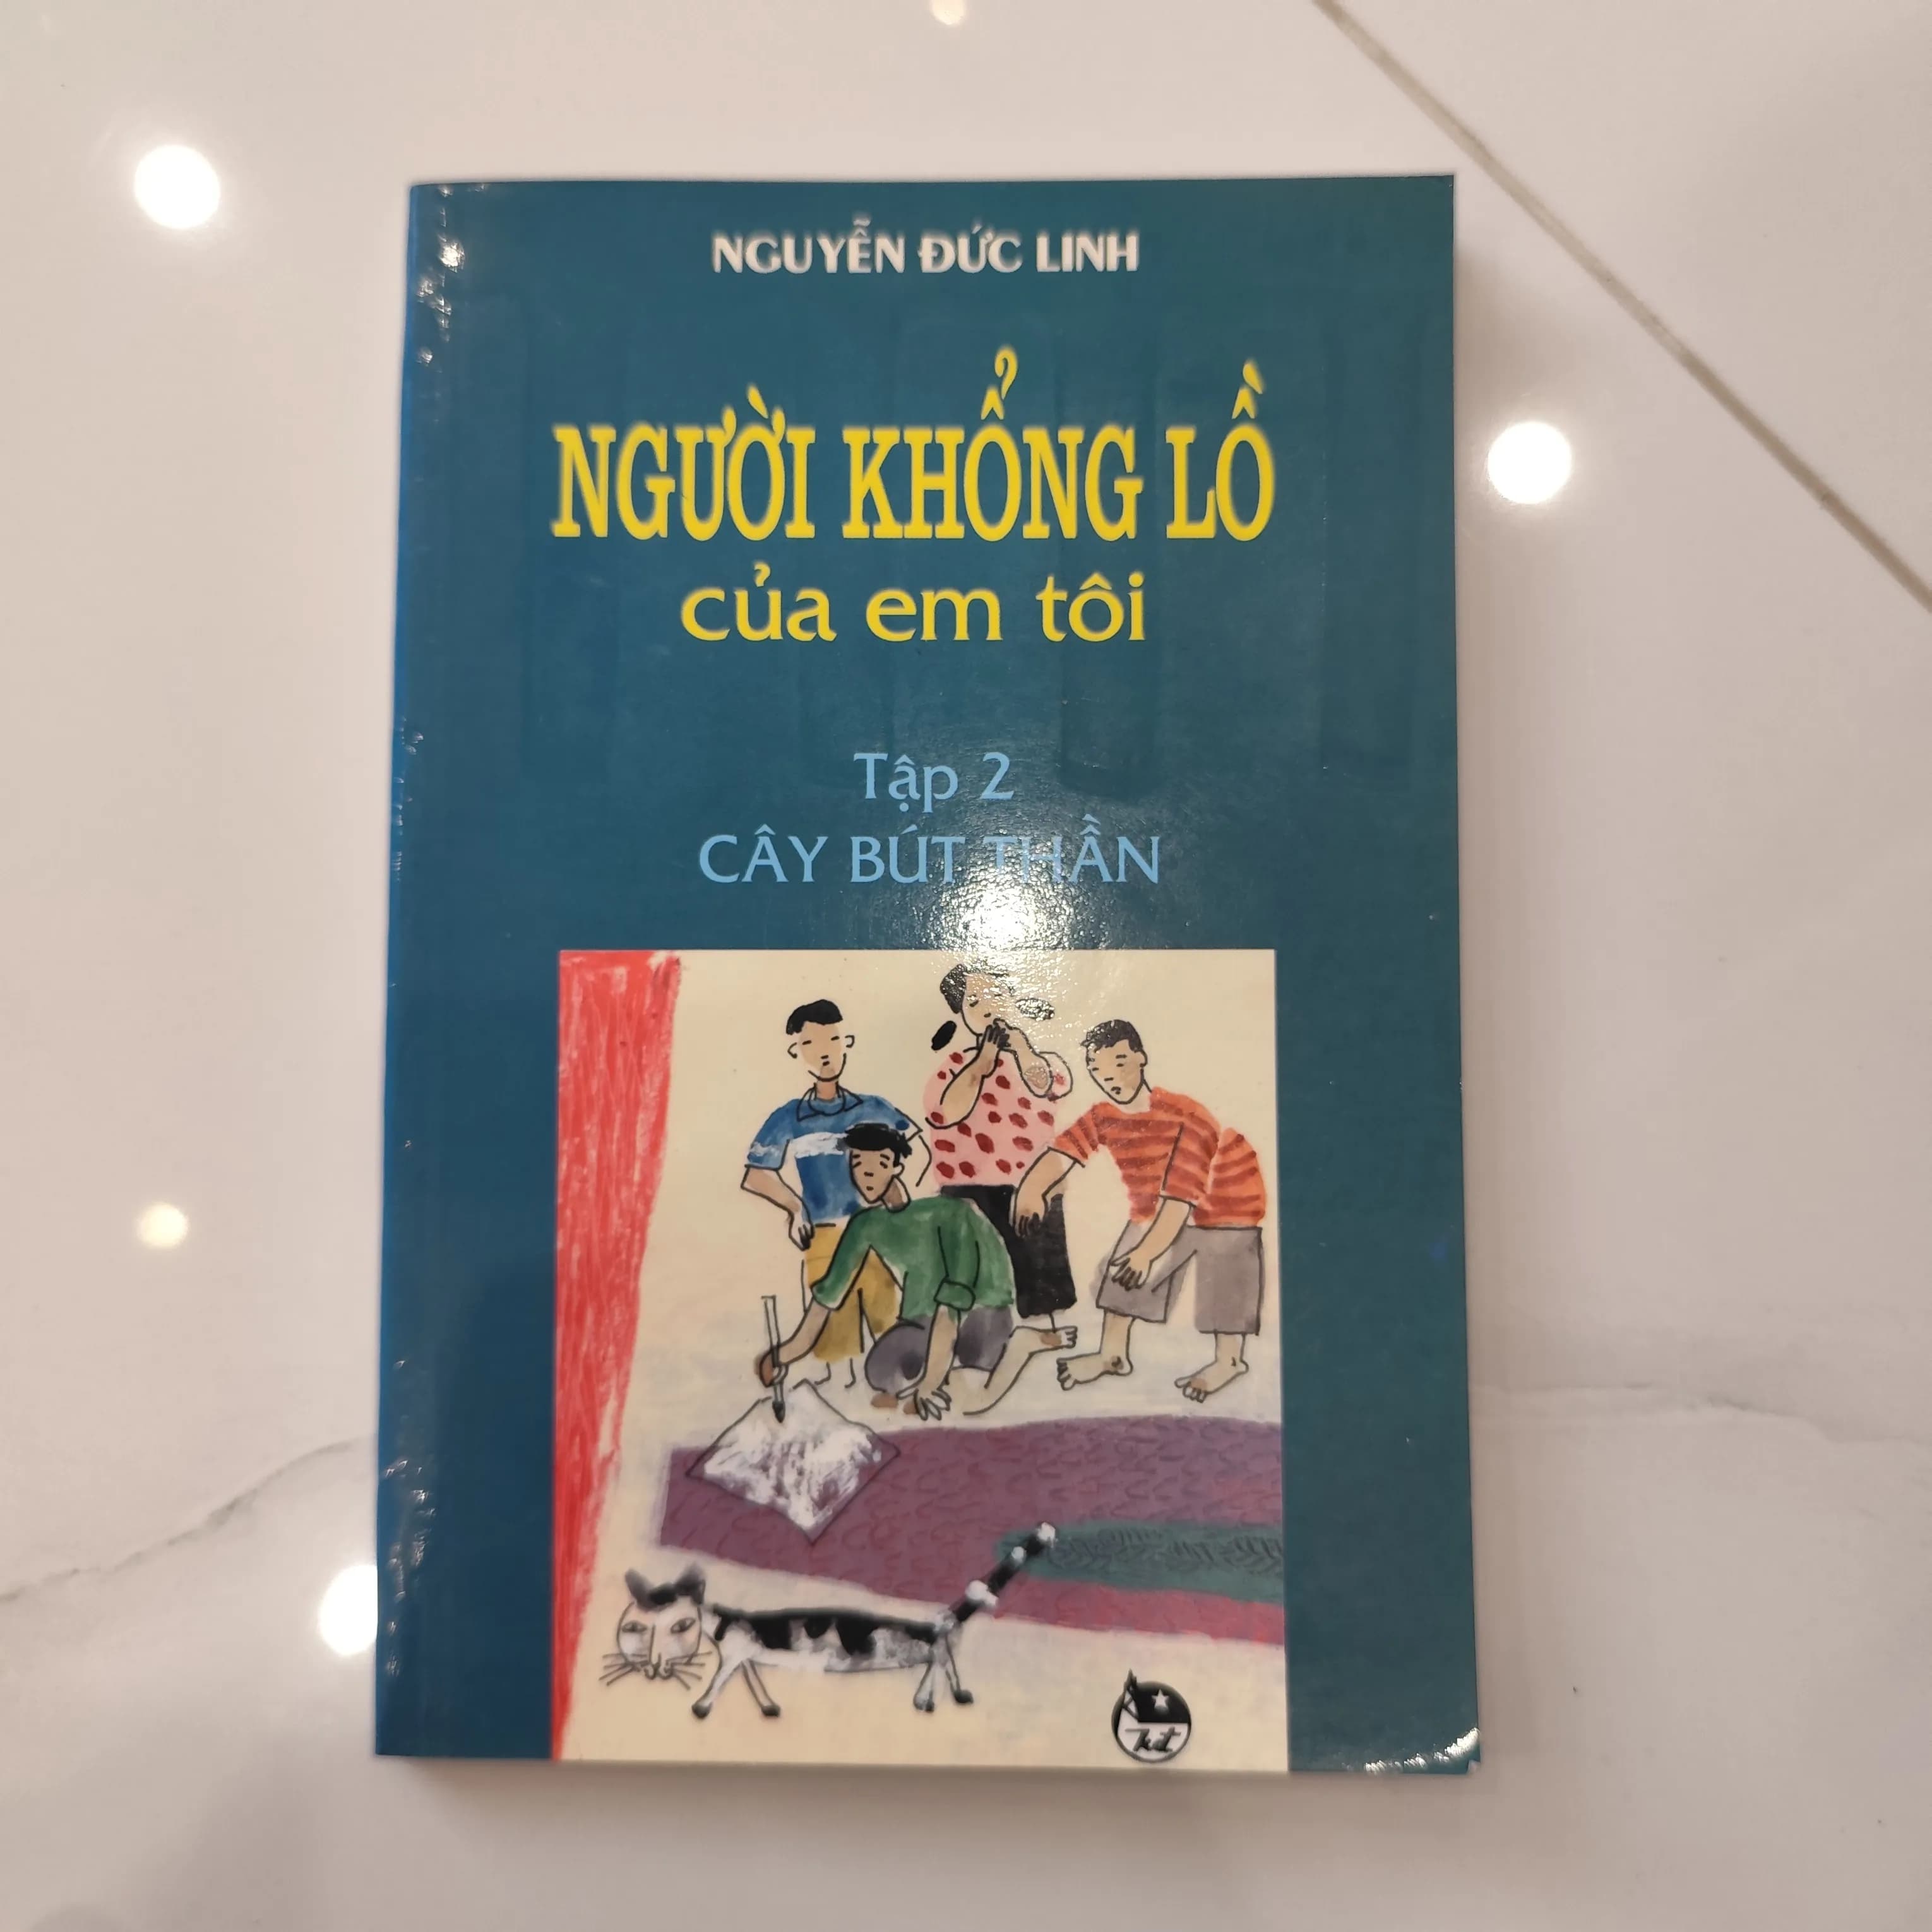 NGUYỄN ĐỨC LINH
NGƯỜI KHỔNG LỒ
của em tôi
Tập 2
CÂY BÚT THẦN